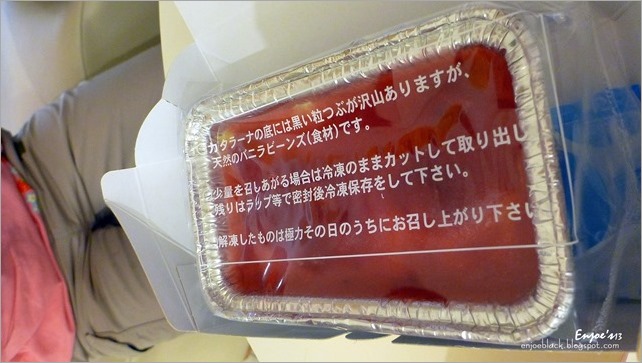 カタラーナの底には黒い粒つぶが沢山ありますが、
天然のバニラビーンズ(食材)です。
少量を召しあがる場合は冷凍のままカットして取り出し
残りはラップ等で密封後冷凍保存をして下さい。
解凍したものは極力その日のうちにお召し上がり下さい
Enjoe's13
enjoeblack.blogspot.com